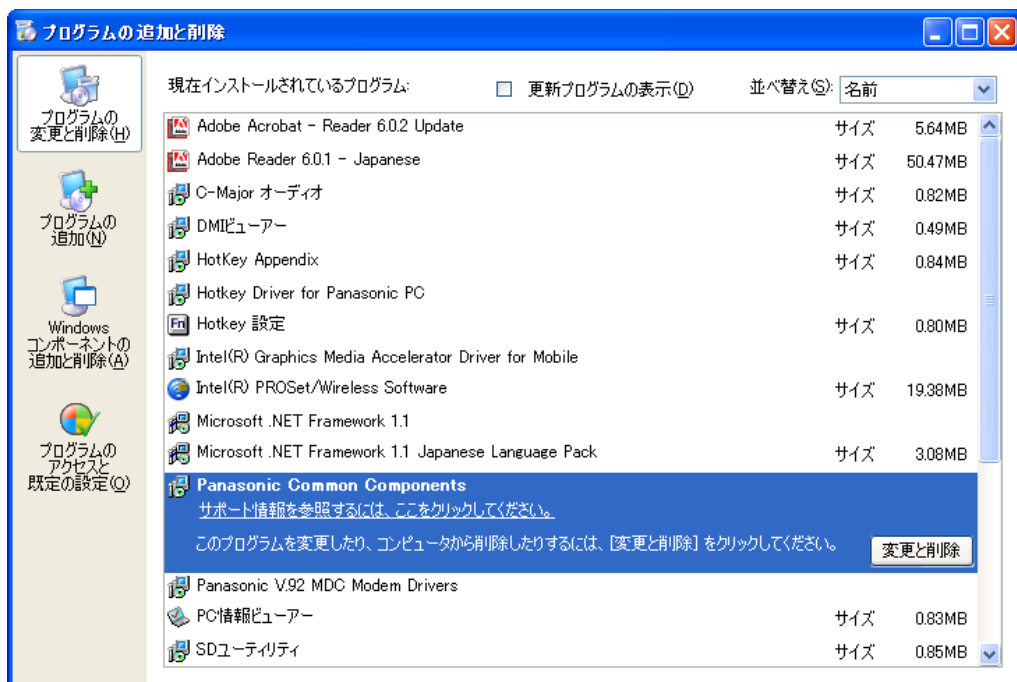 プログラムの追加と削除
プログラムの
変更と削除(H)
プログラムの
追加(N)
Windows
コンポーネントの
追加と削除(A)
プログラムの
アクセスと
既定の設定(O)
現在インストールされているプログラム: 更新プログラムの表示(D) 並べ替え(S): 名前
Adobe Acrobat - Reader 6.0.2 Update サイズ 5.64MB
Adobe Reader 6.0.1 - Japanese サイズ 50.47MB
C-Major オーディオ サイズ 0.82MB
DMIビューアー サイズ 0.49MB
HotKey Appendix サイズ 0.84MB
Hotkey Driver for Panasonic PC
Fn Hotkey 設定 サイズ 0.80MB
Intel(R) Graphics Media Accelerator Driver for Mobile
Intel(R) PROSet/Wireless Software サイズ 19.38MB
Microsoft .NET Framework 1.1
Microsoft .NET Framework 1.1 Japanese Language Pack サイズ 3.08MB
Panasonic Common Components
サポート情報を参照するには、ここをクリックしてください。
このプログラムを変更したり、コンピュータから削除したりするには、[変更と削除] をクリックしてください。 変更と削除
Panasonic V.92 MDC Modem Drivers
PC情報ビューアー サイズ 0.83MB
SDユーティリティ サイズ 0.85MB